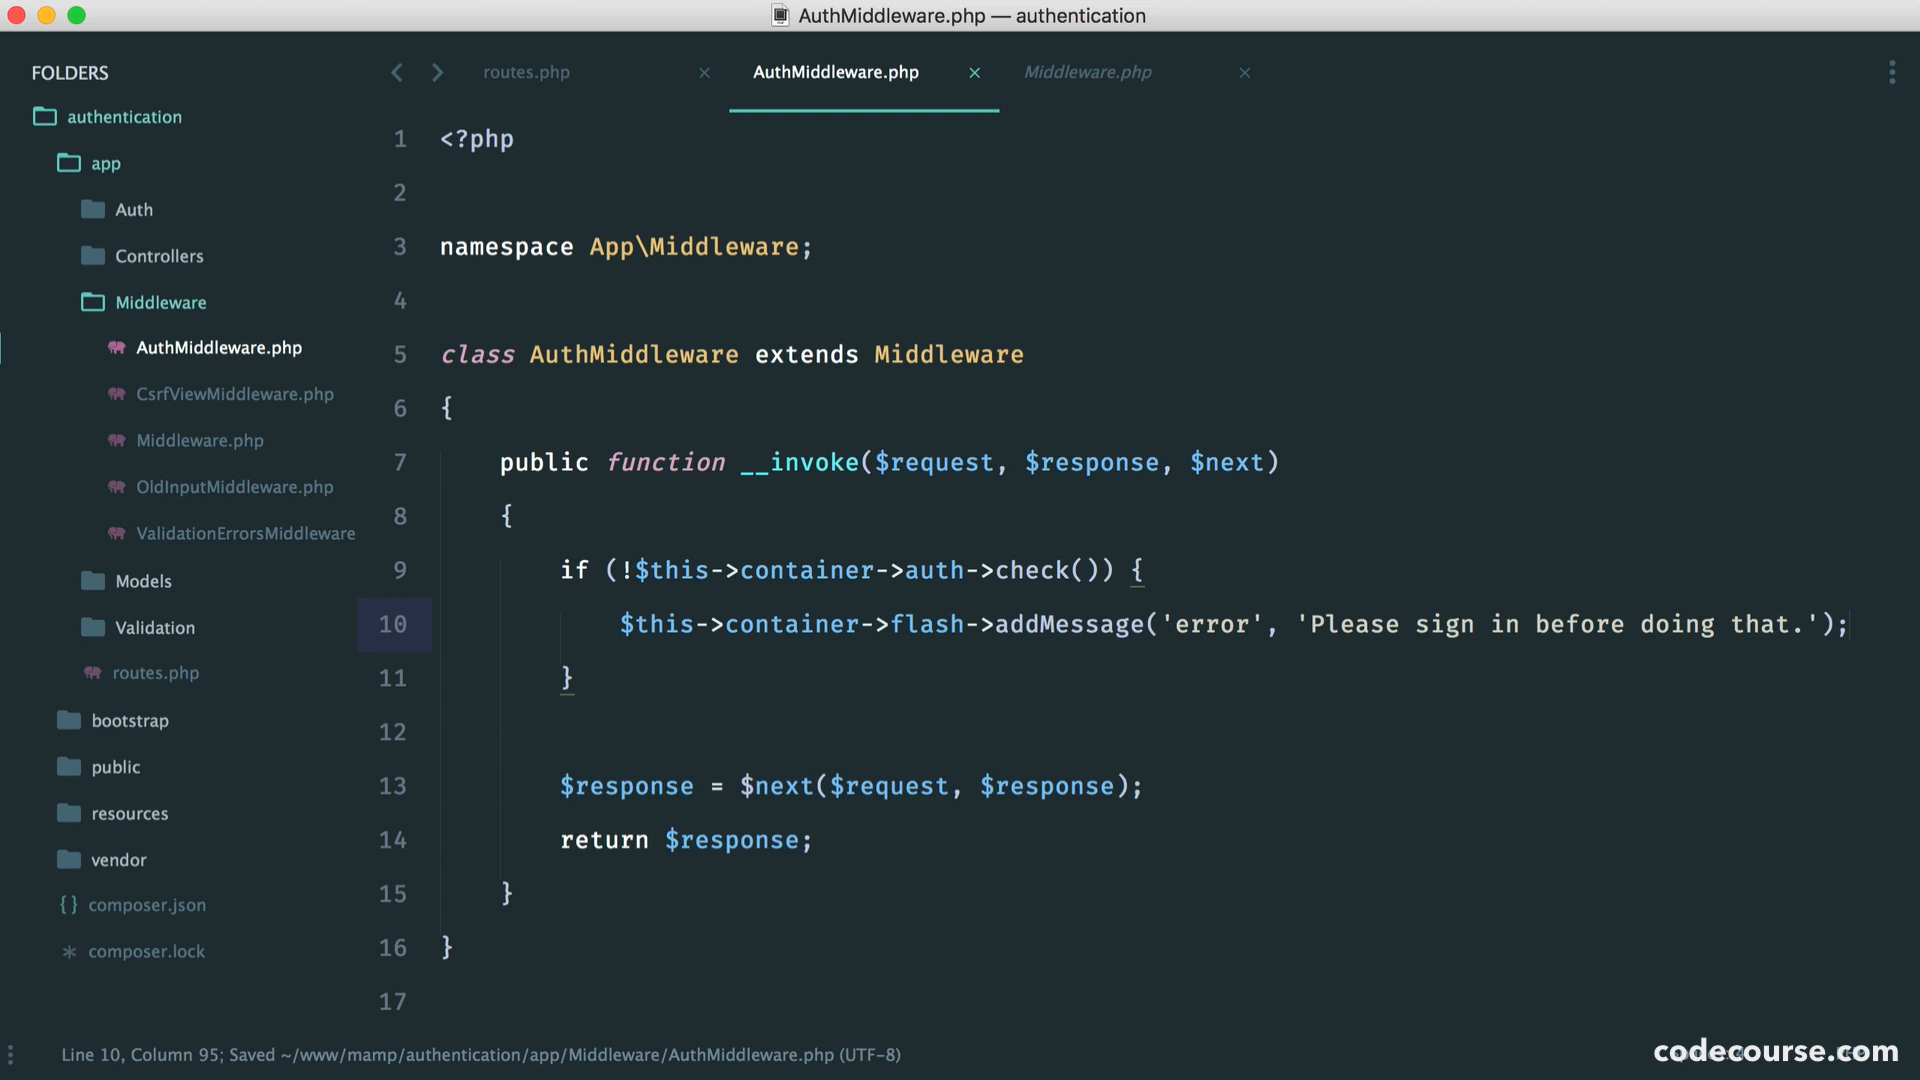 AuthMiddleware.php — authentication
FOLDERS
authentication
app
Auth
Controllers
Middleware
AuthMiddleware.php
CsrfViewMiddleware.php
Middleware.php
OldInputMiddleware.php
ValidationErrorsMiddleware
Models
Validation
routes.php
bootstrap
public
resources
vendor
{} composer.json
* composer.lock
routes.php × AuthMiddleware.php × Middleware.php ×
1 <?php
2
3 namespace App\Middleware;
4
5 class AuthMiddleware extends Middleware
6 {
7 public function __invoke($request, $response, $next)
8 {
9 if (!$this->container->auth->check()) {
10 $this->container->flash->addMessage('error', 'Please sign in before doing that.');
11 }
12
13 $response = $next($request, $response);
14 return $response;
15 }
16 }
17
Line 10, Column 95; Saved ~/www/mamp/authentication/app/Middleware/AuthMiddleware.php (UTF-8)
codecourse.com